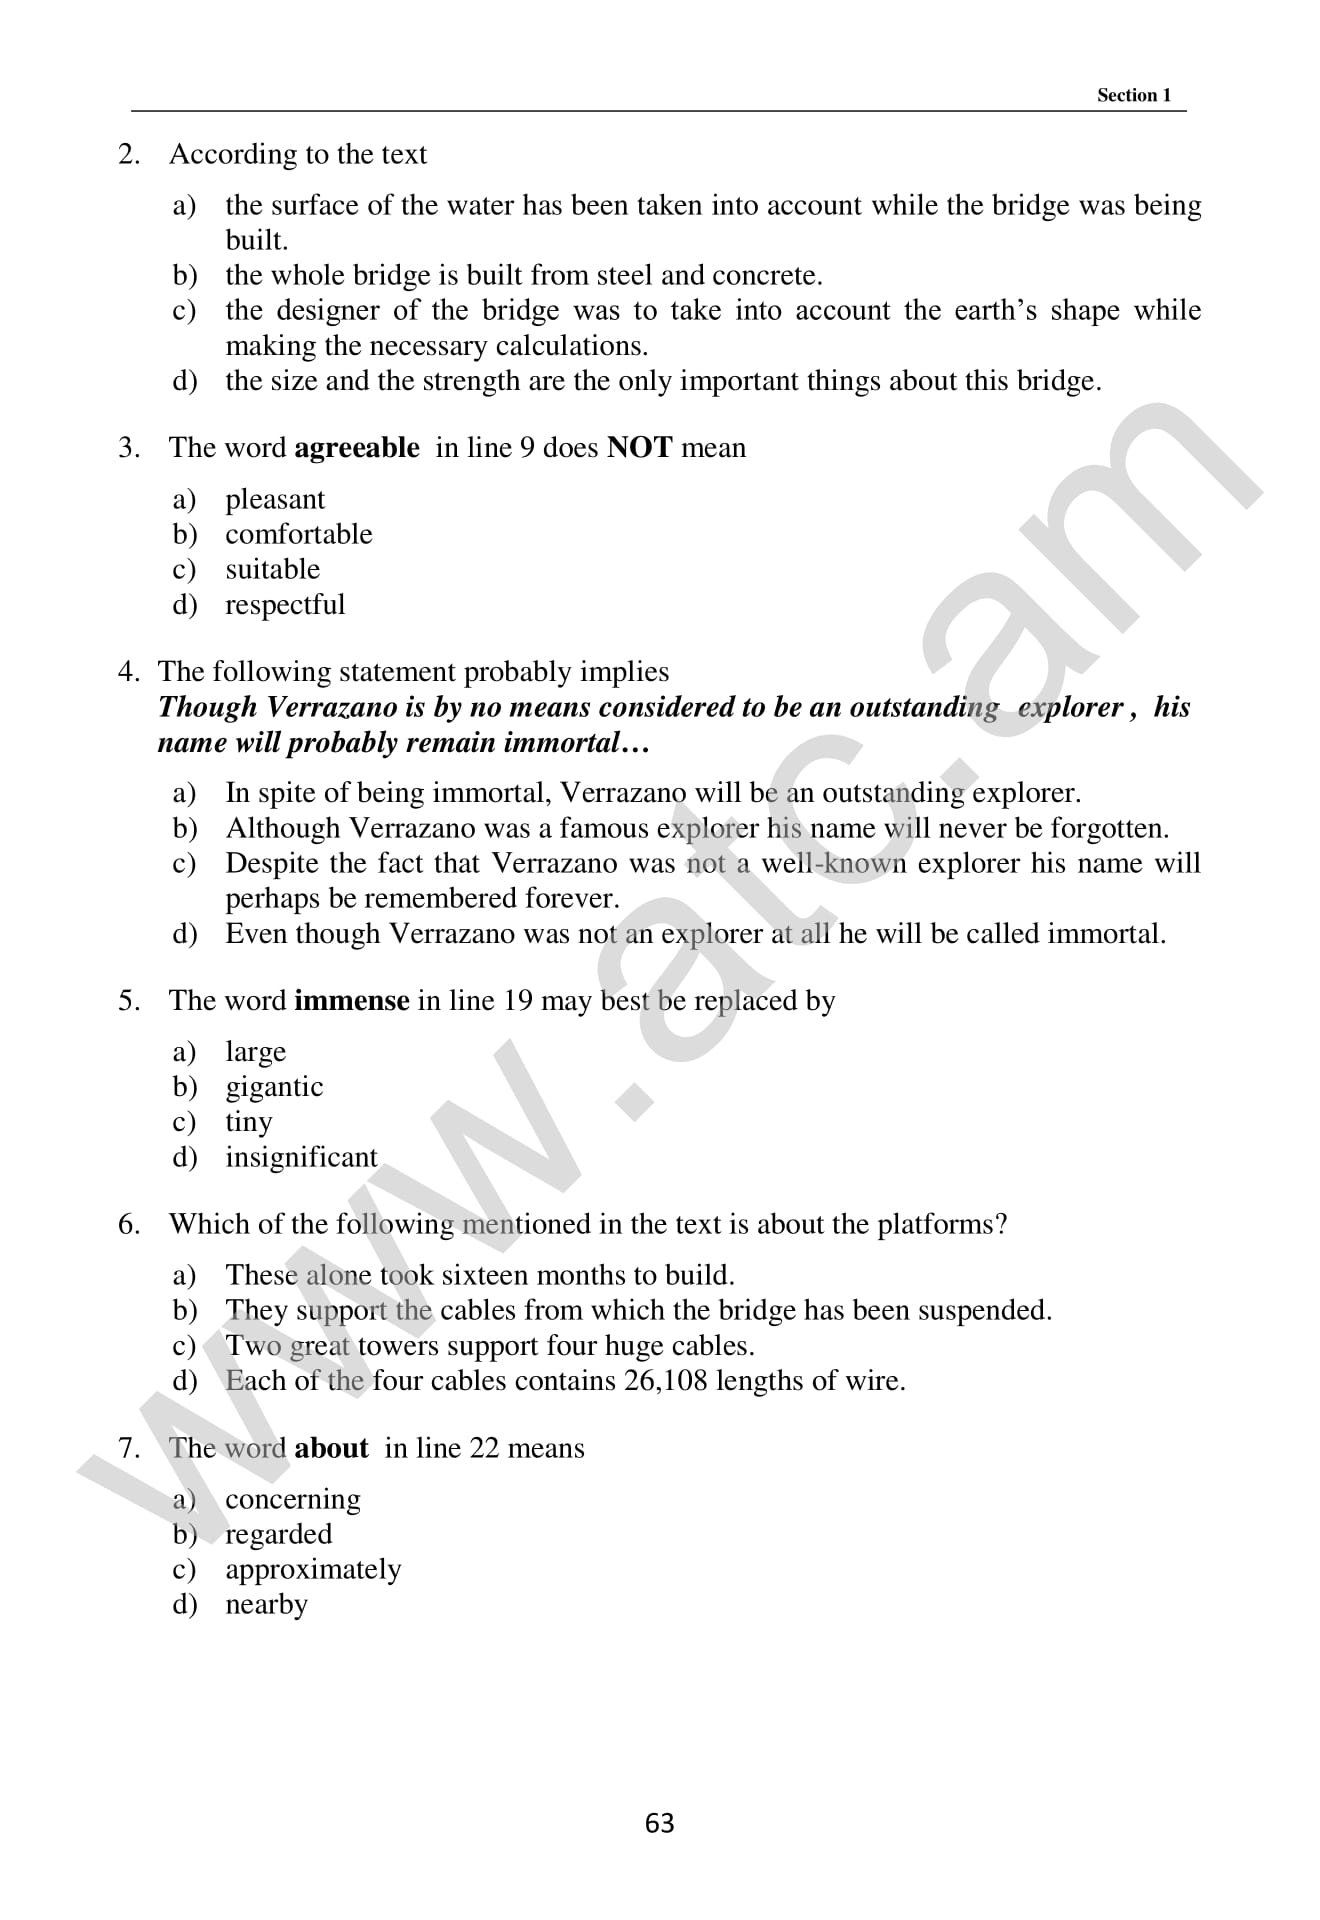 Section 1
2. According to the text
a) the surface of the water has been taken into account while the bridge was being
built.
b) the whole bridge is built from steel and concrete.
c) the designer of the bridge was to take into account the earth’s shape while
making the necessary calculations.
d) the size and the strength are the only important things about this bridge.
3. The word agreeable in line 9 does NOT mean
a) pleasant
b) comfortable
c) suitable
d) respectful
4. The following statement probably implies
Though Verrazano is by no means considered to be an outstanding explorer , his
name will probably remain immortal…
a) In spite of being immortal, Verrazano will be an outstanding explorer.
b) Although Verrazano was a famous explorer his name will never be forgotten.
c) Despite the fact that Verrazano was not a well-known explorer his name will
perhaps be remembered forever.
d) Even though Verrazano was not an explorer at all he will be called immortal.
5. The word immense in line 19 may best be replaced by
a) large
b) gigantic
c) tiny
d) insignificant
6. Which of the following mentioned in the text is about the platforms?
a) These alone took sixteen months to build.
b) They support the cables from which the bridge has been suspended.
c) Two great towers support four huge cables.
d) Each of the four cables contains 26,108 lengths of wire.
7. The word about in line 22 means
a) concerning
b) regarded
c) approximately
d) nearby
63
www.atc.am